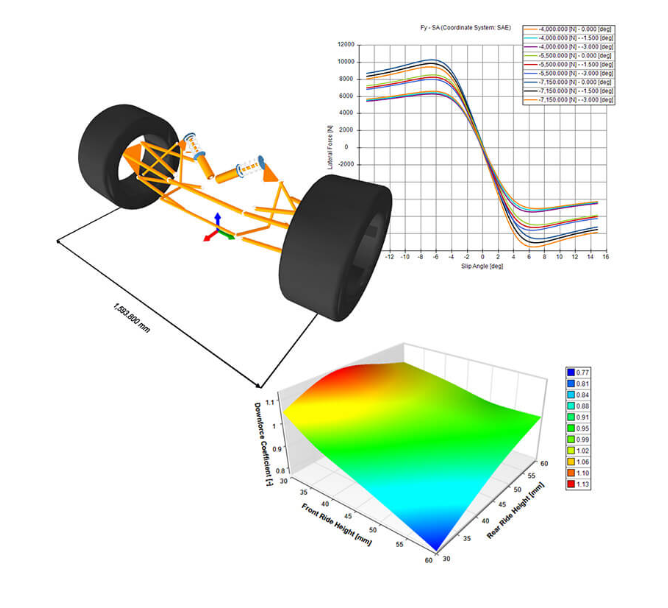 Fy - SA (Coordinate System: SAE)
-4,000.000 [N] - 0.000 [deg]
-4,000.000 [N] - -1.500 [deg]
-4,000.000 [N] - -3.000 [deg]
-5,500.000 [N] - 0.000 [deg]
-5,500.000 [N] - -1.500 [deg]
-5,500.000 [N] - -3.000 [deg]
-7,150.000 [N] - 0.000 [deg]
-7,150.000 [N] - -1.500 [deg]
-7,150.000 [N] - -3.000 [deg]
12000
10000
8000
6000
4000
2000
0
-2000
Lateral Force [N]
-12 -10 -8 -6 -4 -2 0 2 4 6 8 10 12 14 16
Slip Angle [deg]
1,593.800 mm
1.1
1
0.9
0.8
Downforce Coefficient [-]
30 35 40 45 50 55 60
Front Ride Height [mm]
30 35 40 45 50 55 60
Rear Ride Height [mm]
0.77
0.81
0.84
0.88
0.91
0.95
0.99
1.02
1.06
1.10
1.13